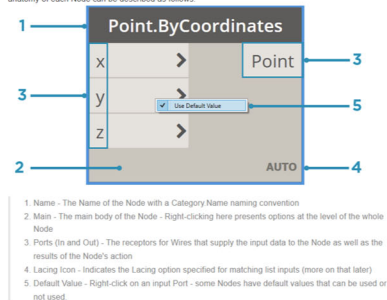 anatomy of each Node can be described as follows:
1
Point.ByCoordinates
x
Point
3
3
y
Use Default Value
5
z
2
AUTO
4
1. Name - The Name of the Node with a Category.Name naming convention
2. Main - The main body of the Node - Right-clicking here presents options at the level of the whole
Node
3. Ports (In and Out) - The receptors for Wires that supply the input data to the Node as well as the
results of the Node's action
4. Lacing Icon - Indicates the Lacing option specified for matching list inputs (more on that later)
5. Default Value - Right-click on an input Port - some Nodes have default values that can be used or
not used.